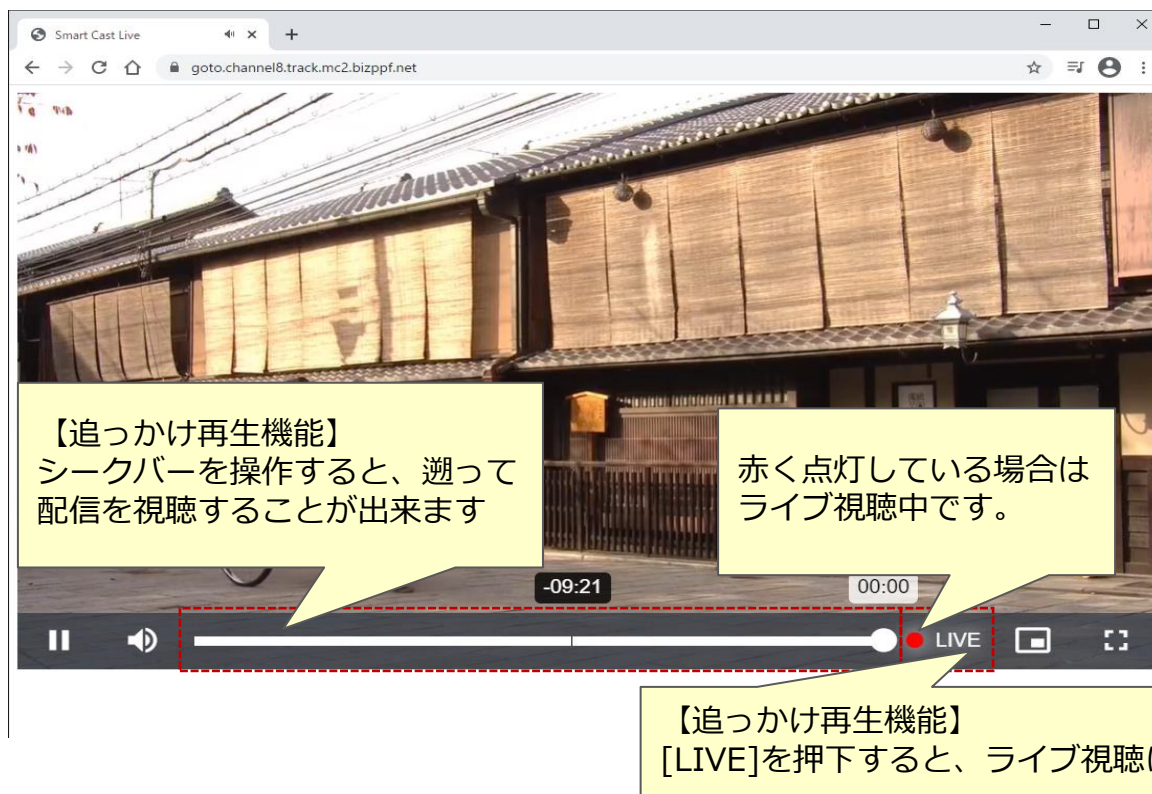 Smart Cast Live
goto.channel8.track.mc2.bizppf.net
【追っかけ再生機能】
シークバーを操作すると、遡って
配信を視聴することが出来ます
赤く点灯している場合は
ライブ視聴中です。
-09:21
00:00
LIVE
【追っかけ再生機能】
[LIVE]を押下すると、ライブ視聴